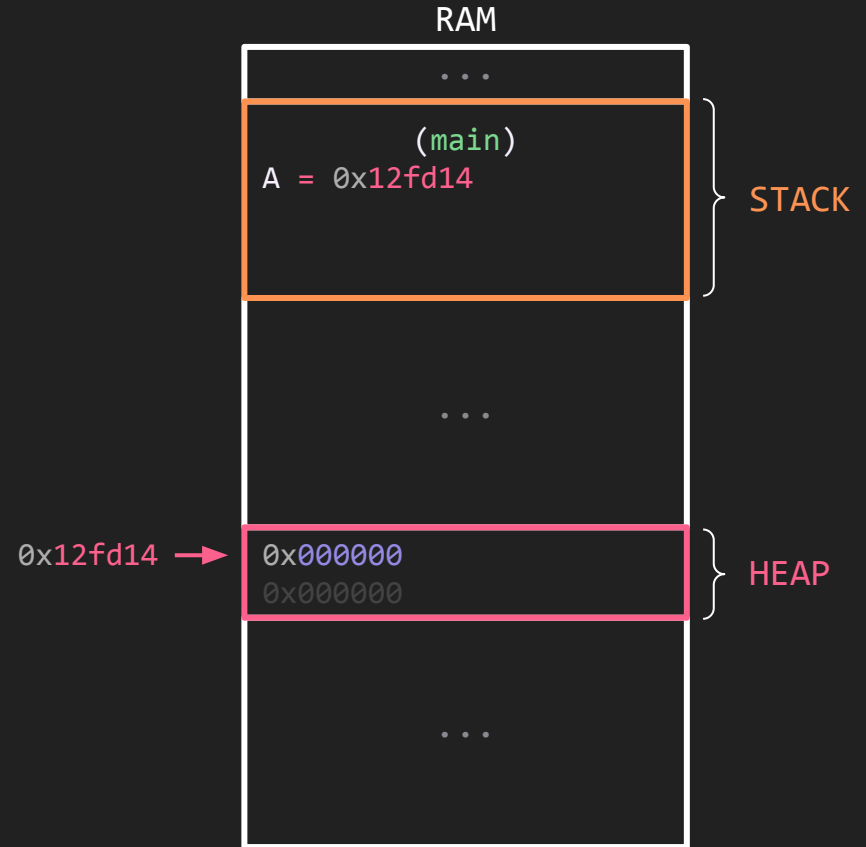 RAM
...
(main)
A = 0x12fd14
STACK
...
0x12fd14
0x000000
0x000000
HEAP
...